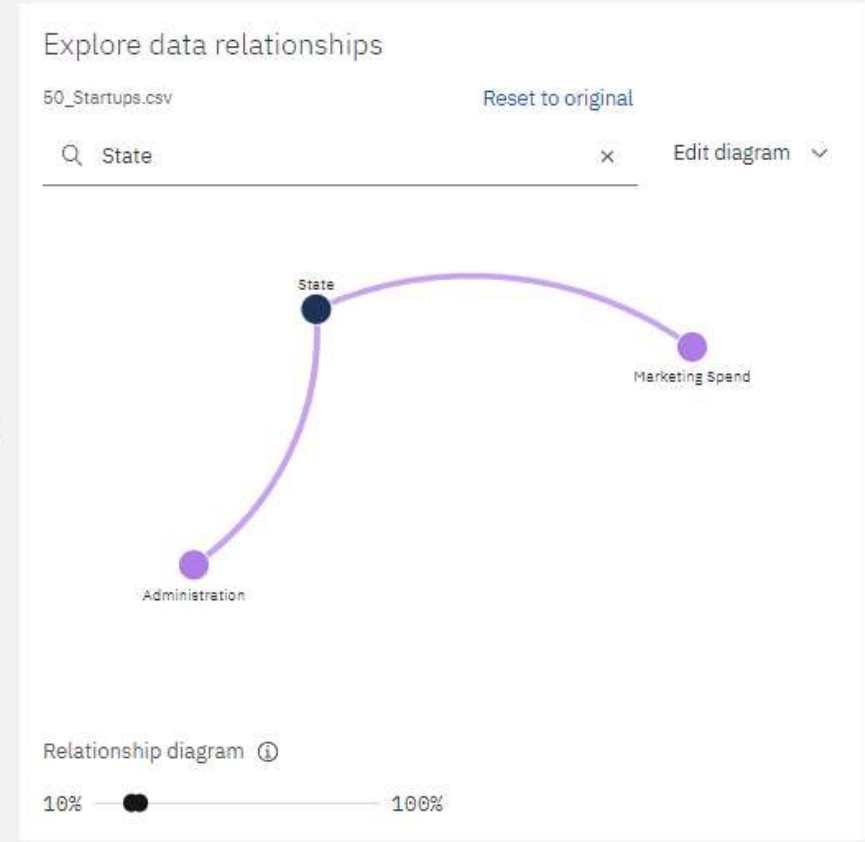 Explore data relationships
50_Startups.csv
Reset to original
State
Edit diagram
State
Marketing Spend
Administration
Relationship diagram
10%
100%